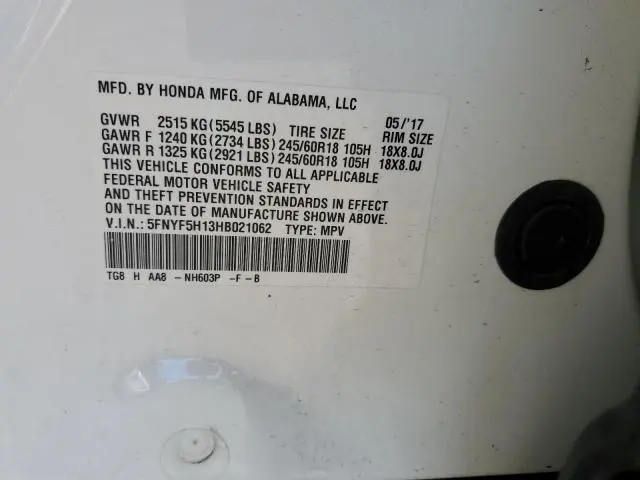 MFD. BY HONDA MFG. OF ALABAMA, LLC
GVWR 2515 KG (5545 LBS) TIRE SIZE 05/'17 RIM SIZE
GAWR F 1240 KG (2734 LBS) 245/60R18 105H 18X8.0J
GAWR R 1325 KG (2921 LBS) 245/60R18 105H 18X8.0J
THIS VEHICLE CONFORMS TO ALL APPLICABLE
FEDERAL MOTOR VEHICLE SAFETY
AND THEFT PREVENTION STANDARDS IN EFFECT
ON THE DATE OF MANUFACTURE SHOWN ABOVE.
V.I.N.: 5FNYF5H13HB021062 TYPE: MPV
TG8 H AA8 - NH603P - F - B